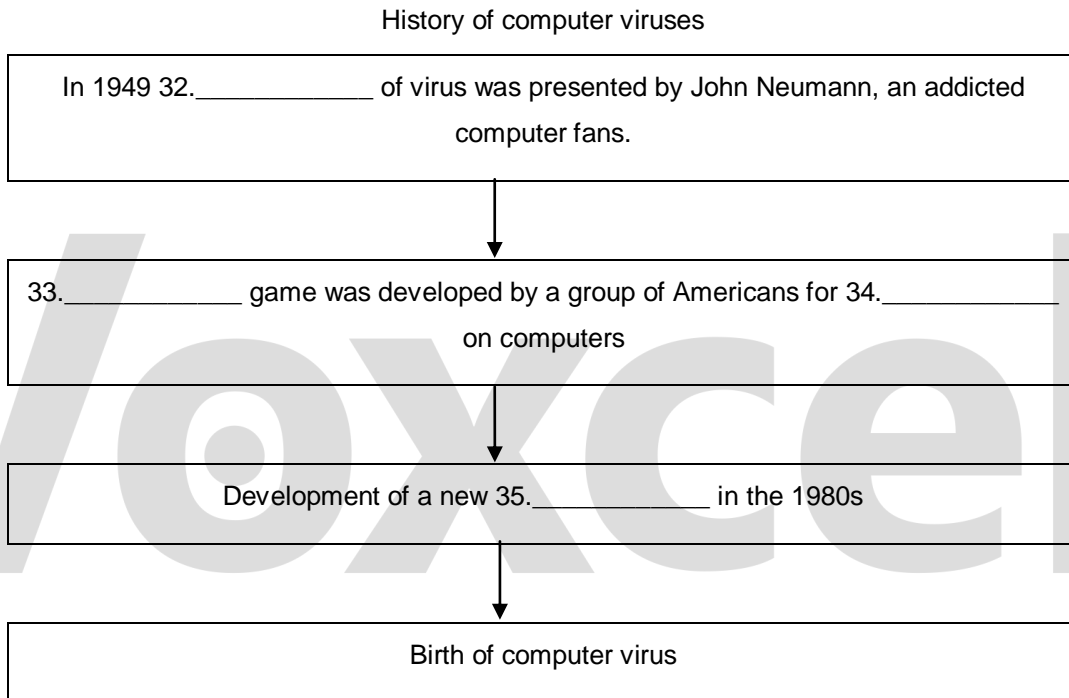 History of computer viruses
In 1949 32.____________ of virus was presented by John Neumann, an addicted
computer fans.
33.____________ game was developed by a group of Americans for 34.____________
on computers
Development of a new 35.____________ in the 1980s
Birth of computer virus